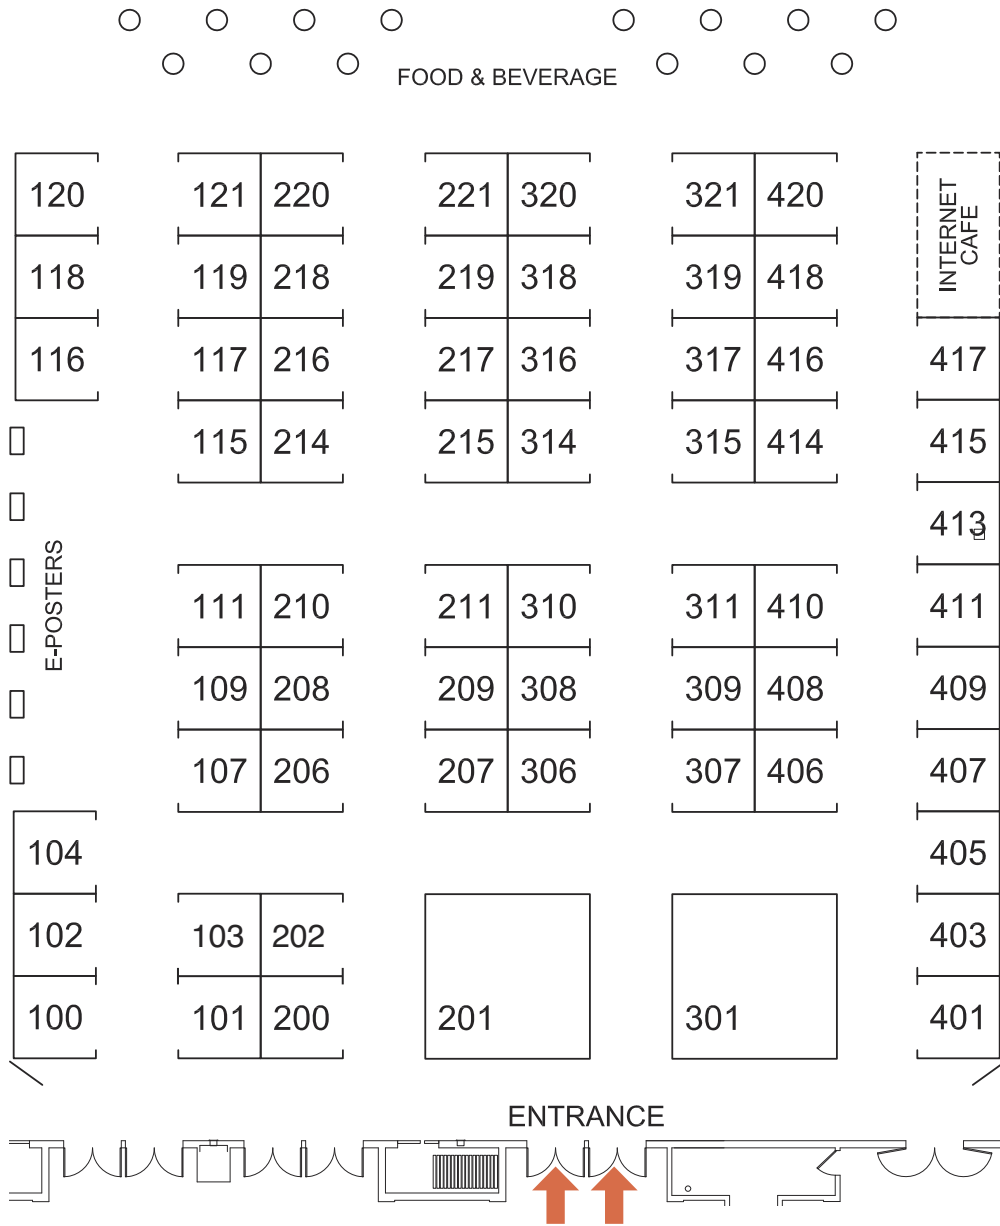 FOOD & BEVERAGE
120 121 220 221 320 321 420 INTERNET
CAFE
118 119 218 219 318 319 418
116 117 216 217 316 317 416 417
115 214 215 314 315 414 415
413
E-POSTERS
111 210 211 310 311 410 411
109 208 209 308 309 408 409
107 206 207 306 307 406 407
104 405
102 103 202 403
100 101 200 201 301 401
ENTRANCE